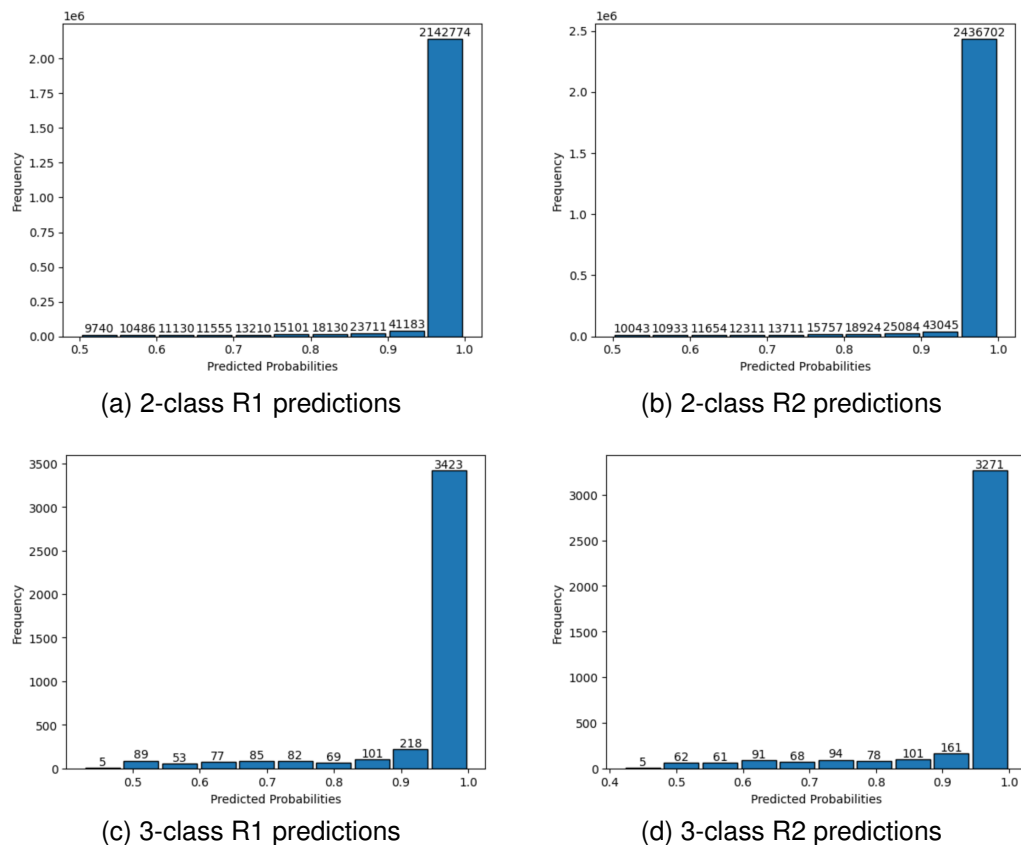 1e6
2142774
2.00
1.75
1.50
1.25
1.00
0.75
0.50
0.25
0.00
Frequency
9740 10486 11130 11555 13210 15101 18130 23711 41183
0.5 0.6 0.7 0.8 0.9 1.0
Predicted Probabilities
(a) 2-class R1 predictions
1e6
2436702
2.5
2.0
1.5
1.0
0.5
0.0
Frequency
10043 10933 11654 12311 13711 15757 18924 25084 43045
0.5 0.6 0.7 0.8 0.9 1.0
Predicted Probabilities
(b) 2-class R2 predictions
3423
3500
3000
2500
2000
1500
1000
500
0
Frequency
5 89 53 77 85 82 69 101 218
0.5 0.6 0.7 0.8 0.9 1.0
Predicted Probabilities
(c) 3-class R1 predictions
3271
3000
2500
2000
1500
1000
500
0
Frequency
5 62 61 91 68 94 78 101 161
0.4 0.5 0.6 0.7 0.8 0.9 1.0
Predicted Probabilities
(d) 3-class R2 predictions